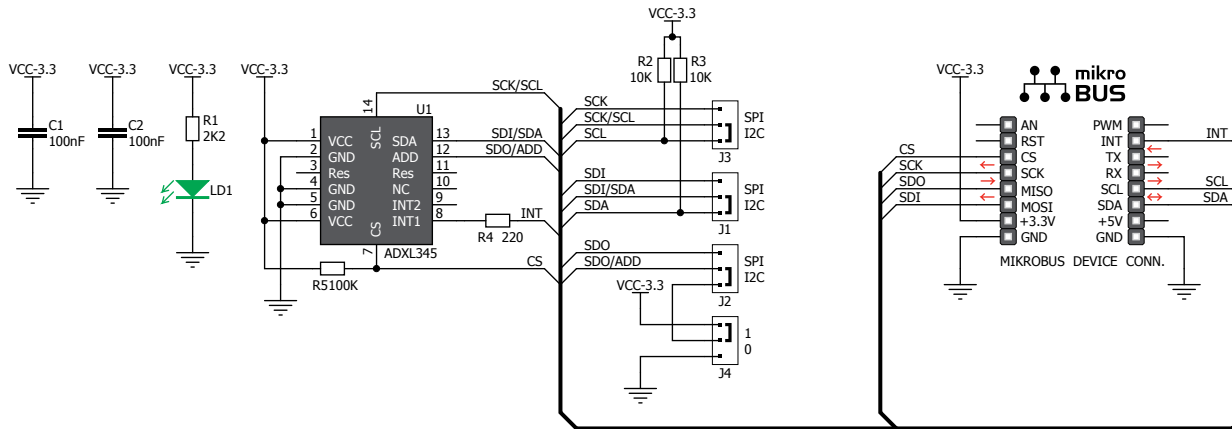 VCC-3.3
VCC-3.3 VCC-3.3 VCC-3.3 VCC-3.3 VCC-3.3
C1
100nF
C2
100nF
R1
2K2
LD1
SCK/SCL
14
U1
1 VCC SCL SDA 13 SDI/SDA
2 GND ADD 12 SDO/ADD
3 Res Res 11
4 GND NC 10
5 GND INT2 9
6 VCC CS INT1 8 INT
7
ADXL345
R4 220
R5100K
CS
R2
10K
R3
10K
SCK
SCK/SCL
SCL
SPI
I2C
J3
SDI
SDI/SDA
SDA
SPI
I2C
J1
SDO
SDO/ADD
SPI
I2C
J2
VCC-3.3
1
0
J4
mikro
BUS
AN PWM
RST INT INT
CS CS TX
SCK SCK RX
SDO MISO SCL SCL
SDI MOSI SDA SDA
+3.3V +5V
GND GND
MIKROBUS DEVICE CONN.